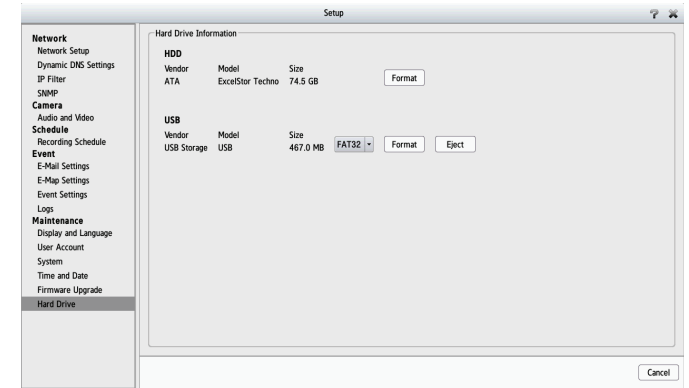 Setup
Network
Network Setup
Dynamic DNS Settings
IP Filter
SNMP
Camera
Audio and Video
Schedule
Recording Schedule
Event
E-Mail Settings
E-Map Settings
Event Settings
Logs
Maintenance
Display and Language
User Account
System
Time and Date
Firmware Upgrade
Hard Drive
Hard Drive Information
HDD
Vendor Model Size
ATA ExcelStor Techno 74.5 GB Format
USB
Vendor Model Size
USB Storage USB 467.0 MB FAT32 Format Eject
Cancel